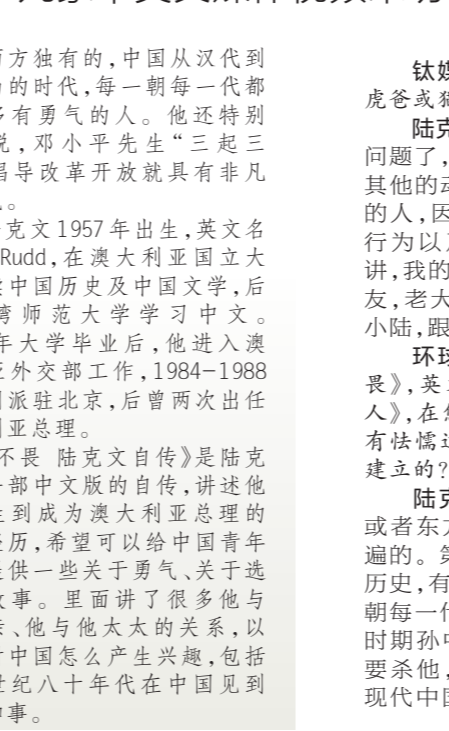 方独有的,中国从汉代到
的时代,每一朝每一代都
多有勇气的人。他还特别
说,邓小平先生“三起三
倡导改革开放就具有非凡
。
克文1957年出生,英文名
Rudd,在澳大利亚国立大
中国历史及中国文学,后
湾师范大学学习中文。
年大学毕业后,他进入澳
亚外交部工作,1984-1988
派驻北京,后曾两次出任
利亚总理。
不畏 陆克文自传》是陆克
一部中文版的自传,讲述他
生到成为澳大利亚总理的
经历,希望可以给中国青年
提供一些关于勇气、关于选
故事。里面讲了很多他与
、他与他太太的关系,以
中国怎么产生兴趣,包括
世纪八十年代在中国见到
事。
钛媒
虎爸或
陆克
问题了,
其他的动
的人,因
行为以
讲,我的
友,老大
小陆,跟
环球
畏》,英
人》,在
有怯懦
建立的?
陆克
或者东方
遍的。第
历史,有
朝每一代
时期孙中
要杀他,
现代中国